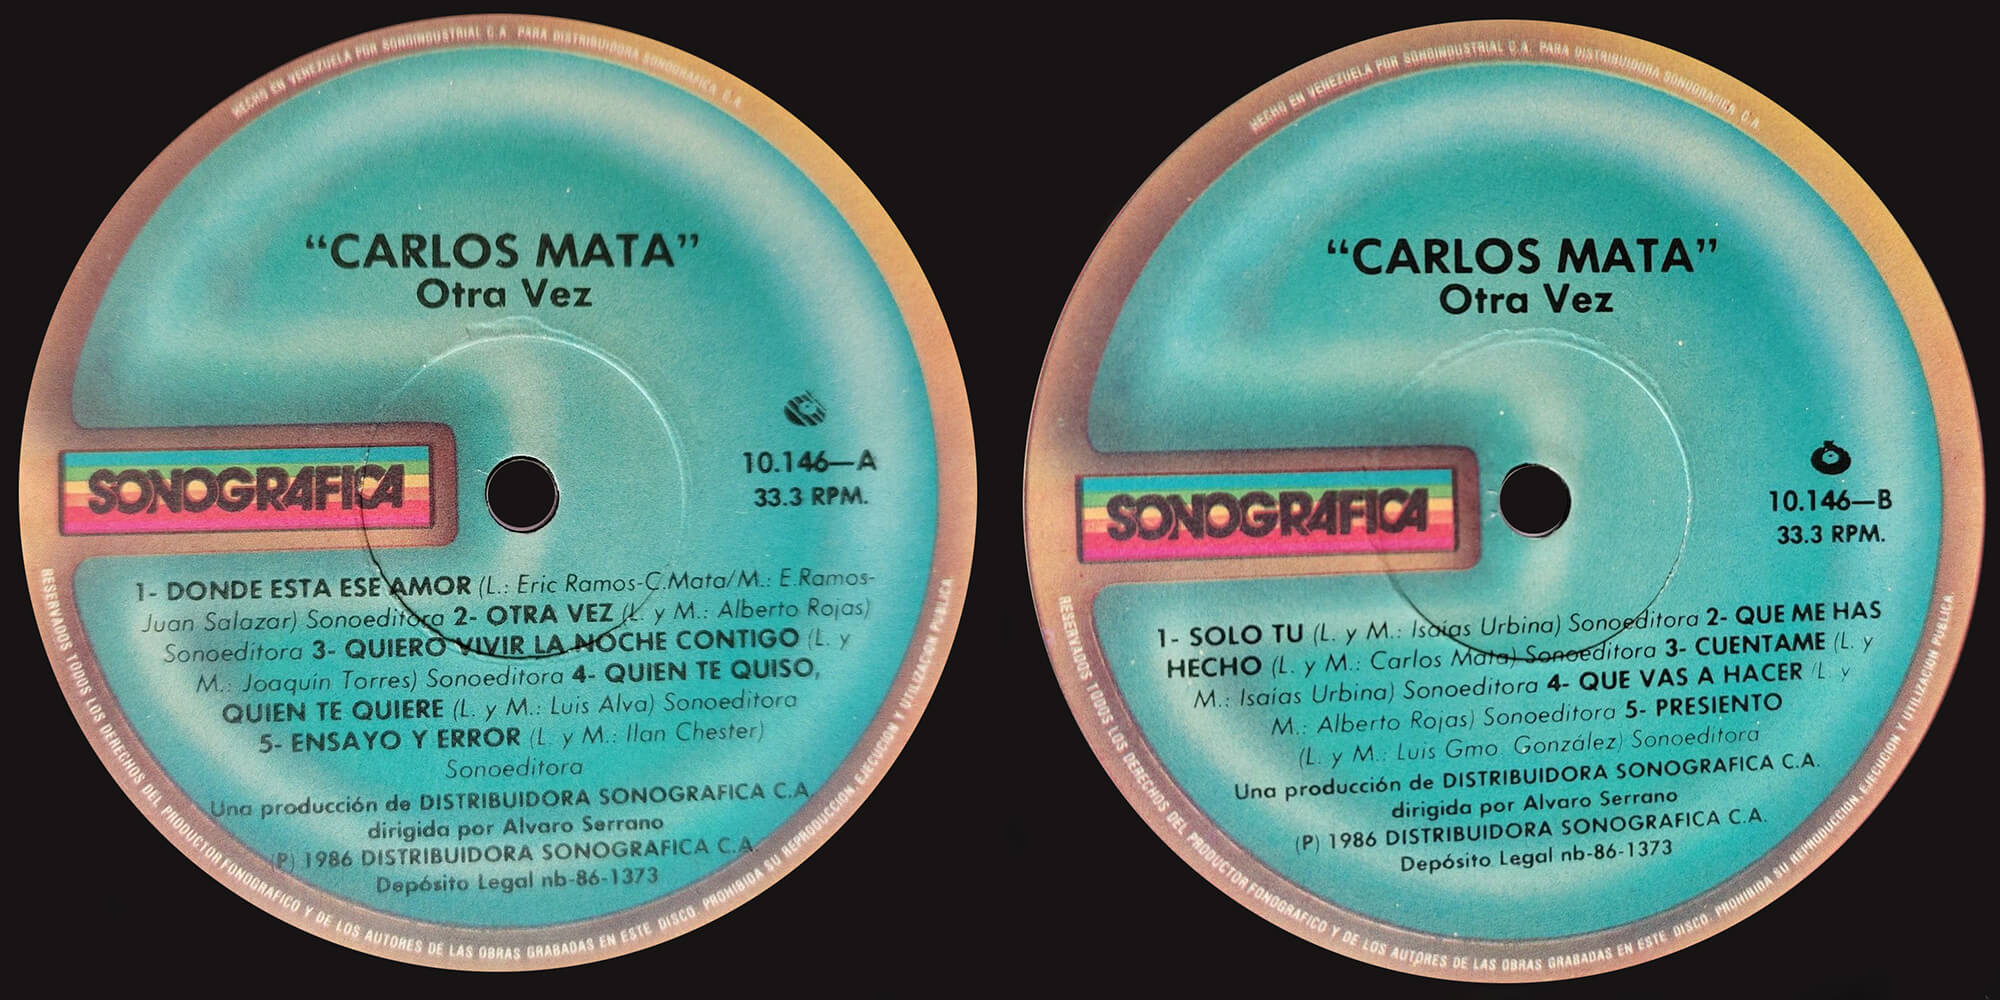 HECHO EN VENEZUELA POR SONOINDUSTRIAL C.A. PARA DISTRIBUIDORA SONOGRAFICA C.A.
“CARLOS MATA”
Otra Vez
10.146—A
33.3 RPM.
SONOGRAFICA
1- DONDE ESTA ESE AMOR (L.: Eric Ramos-C.Mata/M.: E.Ramos-
Juan Salazar) Sonoeditora 2- OTRA VEZ (L. y M.: Alberto Rojas)
Sonoeditora 3- QUIERO VIVIR LA NOCHE CONTIGO (L. y
M.: Joaquín Torres) Sonoeditora 4- QUIEN TE QUISO,
QUIEN TE QUIERE (L. y M.: Luis Alva) Sonoeditora
5- ENSAYO Y ERROR (L. y M.: Ilan Chester)
Sonoeditora
Una producción de DISTRIBUIDORA SONOGRAFICA C.A.
dirigida por Alvaro Serrano
(P) 1986 DISTRIBUIDORA SONOGRAFICA C.A.
Depósito Legal nb-86-1373
RESERVADOS TODOS LOS DERECHOS DEL PRODUCTOR FONOGRAFICO Y DE LOS AUTORES DE LAS OBRAS GRABADAS EN ESTE DISCO. PROHIBIDA SU REPRODUCCION, EJECUCION Y UTILIZACION PUBLICA.
HECHO EN VENEZUELA POR SONOINDUSTRIAL C.A. PARA DISTRIBUIDORA SONOGRAFICA C.A.
“CARLOS MATA”
Otra Vez
10.146—B
33.3 RPM.
SONOGRAFICA
1- SOLO TU (L. y M.: Isaías Urbina) Sonoeditora 2- QUE ME HAS
HECHO (L. y M.: Carlos Mata) Sonoeditora 3- CUENTAME (L. y
M.: Isaías Urbina) Sonoeditora 4- QUE VAS A HACER (L. y
M.: Alberto Rojas) Sonoeditora 5- PRESIENTO
(L. y M.: Luis Gmo. González) Sonoeditora
Una producción de DISTRIBUIDORA SONOGRAFICA C.A.
dirigida por Alvaro Serrano
(P) 1986 DISTRIBUIDORA SONOGRAFICA C.A.
Depósito Legal nb-86-1373
RESERVADOS TODOS LOS DERECHOS DEL PRODUCTOR FONOGRAFICO Y DE LOS AUTORES DE LAS OBRAS GRABADAS EN ESTE DISCO. PROHIBIDA SU REPRODUCCION, EJECUCION Y UTILIZACION PUBLICA.